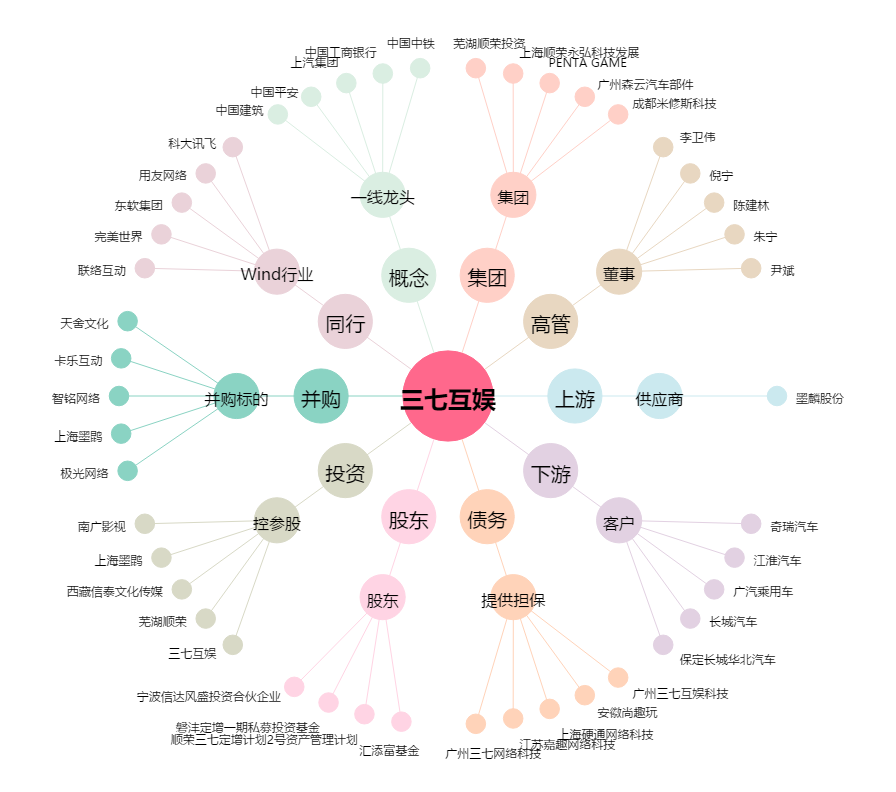 三七互娱
概念
一线龙头
中国建筑
中国平安
上汽集团
中国工商银行
中国中铁
集团
集团
芜湖顺荣投资
上海顺荣永弘科技发展
PENTA GAME
广州森云汽车部件
成都米修斯科技
高管
董事
李卫伟
倪宁
陈建林
朱宁
尹斌
上游
供应商
墨麟股份
下游
客户
奇瑞汽车
江淮汽车
广汽乘用车
长城汽车
保定长城华北汽车
债务
提供担保
广州三七互娱科技
安徽尚趣玩
上海硬通网络科技
江苏嘉趣网络科技
广州三七网络科技
股东
股东
汇添富基金
顺荣三七定增计划2号资产管理计划
磐沣定增一期私募投资基金
宁波信达风盛投资合伙企业
投资
控参股
三七互娱
芜湖顺荣
西藏信泰文化传媒
上海墨鹍
南广影视
并购
并购标的
极光网络
上海墨鹍
智铭网络
卡乐互动
天舍文化
同行
Wind行业
联络互动
完美世界
东软集团
用友网络
科大讯飞